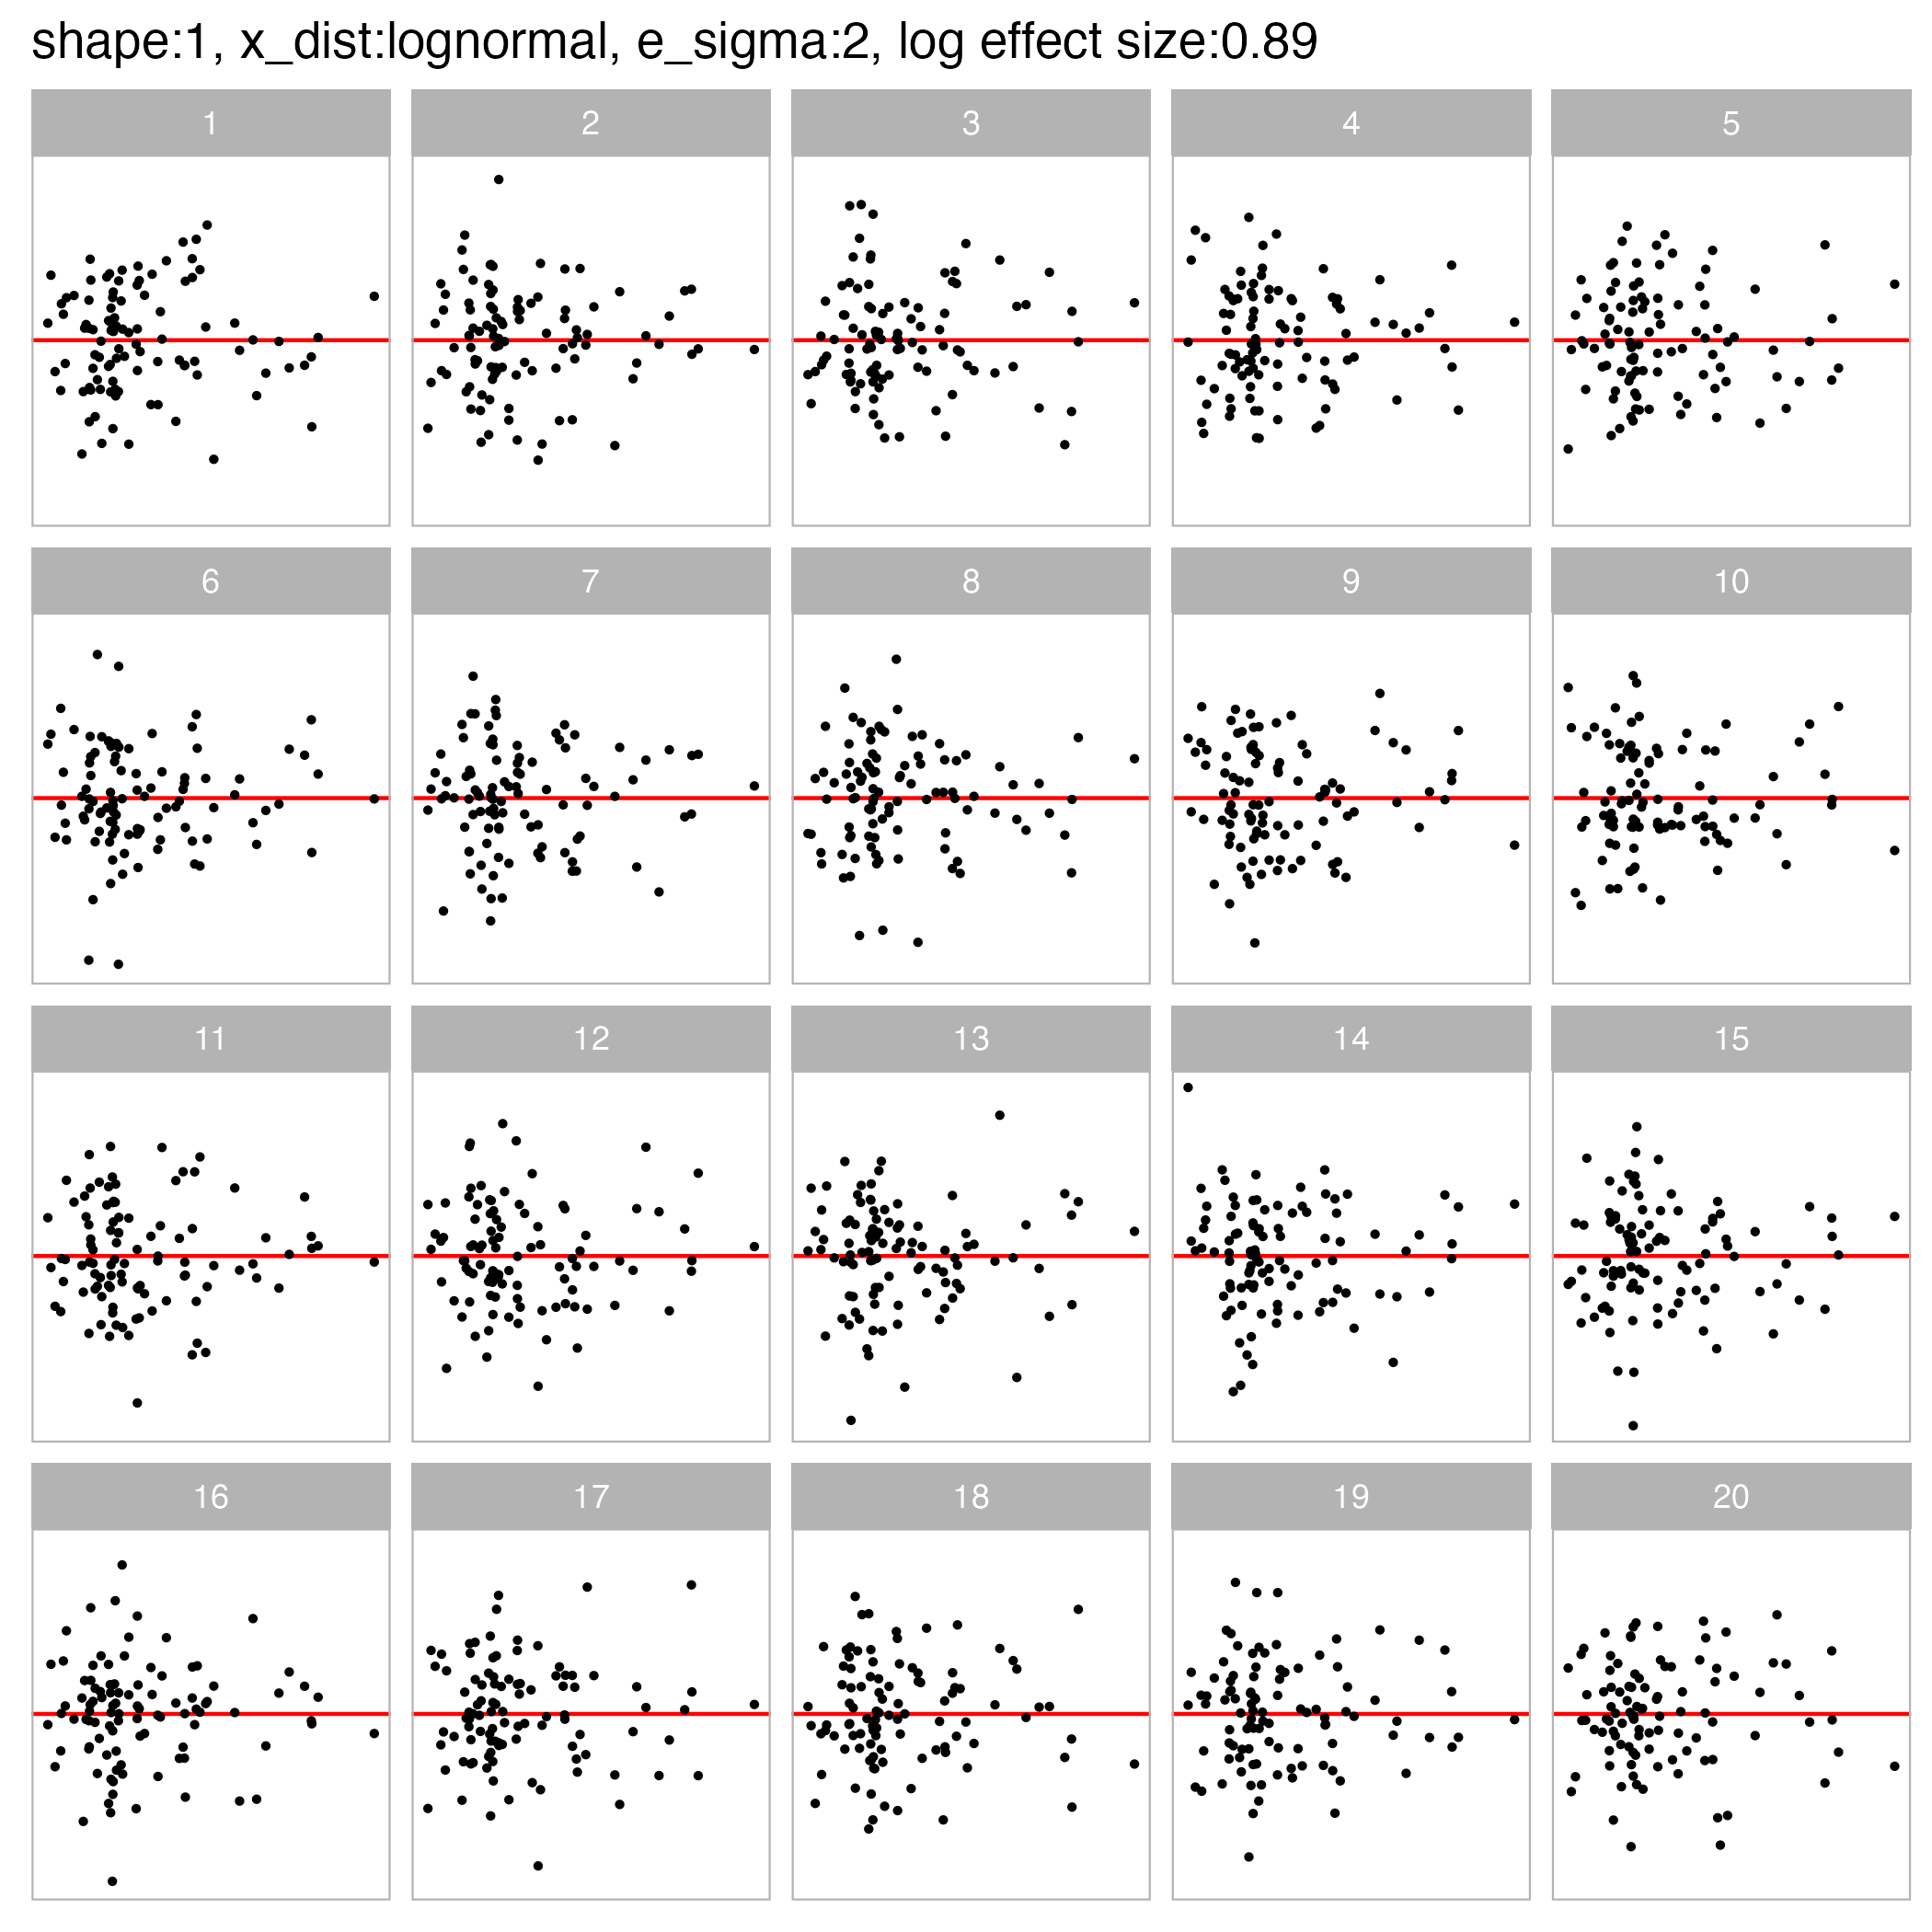 shape:1, x_dist:lognormal, e_sigma:2, log effect size:0.89
1 2 3 4 5
6 7 8 9 10
11 12 13 14 15
16 17 18 19 20